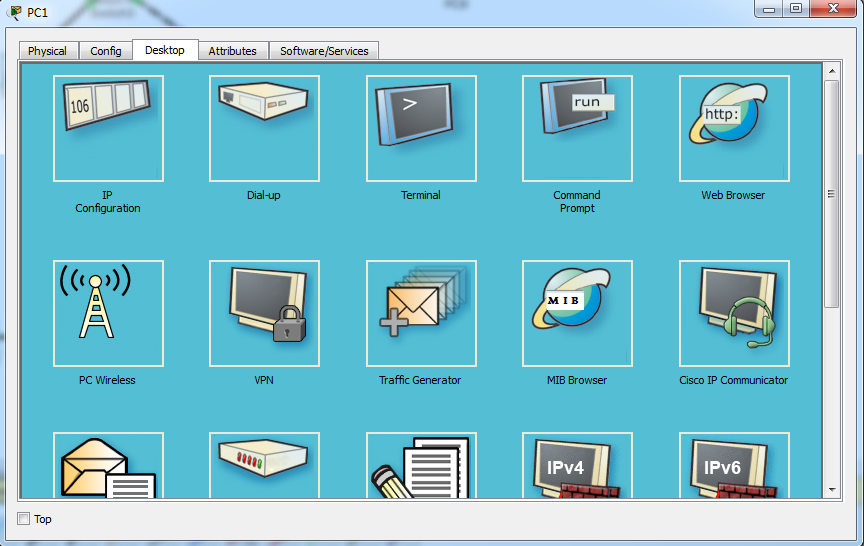 PC1
Physical Config Desktop Attributes Software/Services
106
>
run
http:
IP
Configuration
Dial-up
Terminal
Command
Prompt
Web Browser
MIB
PC Wireless
VPN
Traffic Generator
MIB Browser
Cisco IP Communicator
IPv4
IPv6
Top